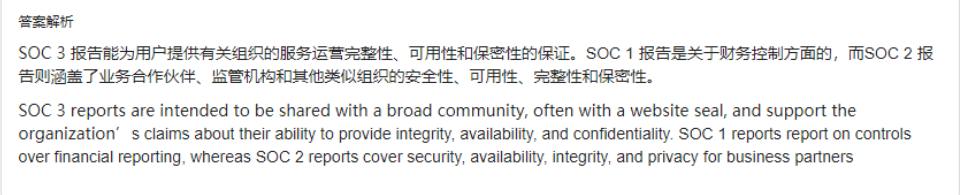 答案解析
SOC 3 报告能为用户提供有关组织的服务运营完整性、可用性和保密性的保证。SOC 1 报告是关于财务控制方面的，而SOC 2 报
告则涵盖了业务合作伙伴、监管机构和其他类似组织的安全性、可用性、完整性和保密性。
SOC 3 reports are intended to be shared with a broad community, often with a website seal, and support the
organization’s claims about their ability to provide integrity, availability, and confidentiality. SOC 1 reports report on controls
over financial reporting, whereas SOC 2 reports cover security, availability, integrity, and privacy for business partners